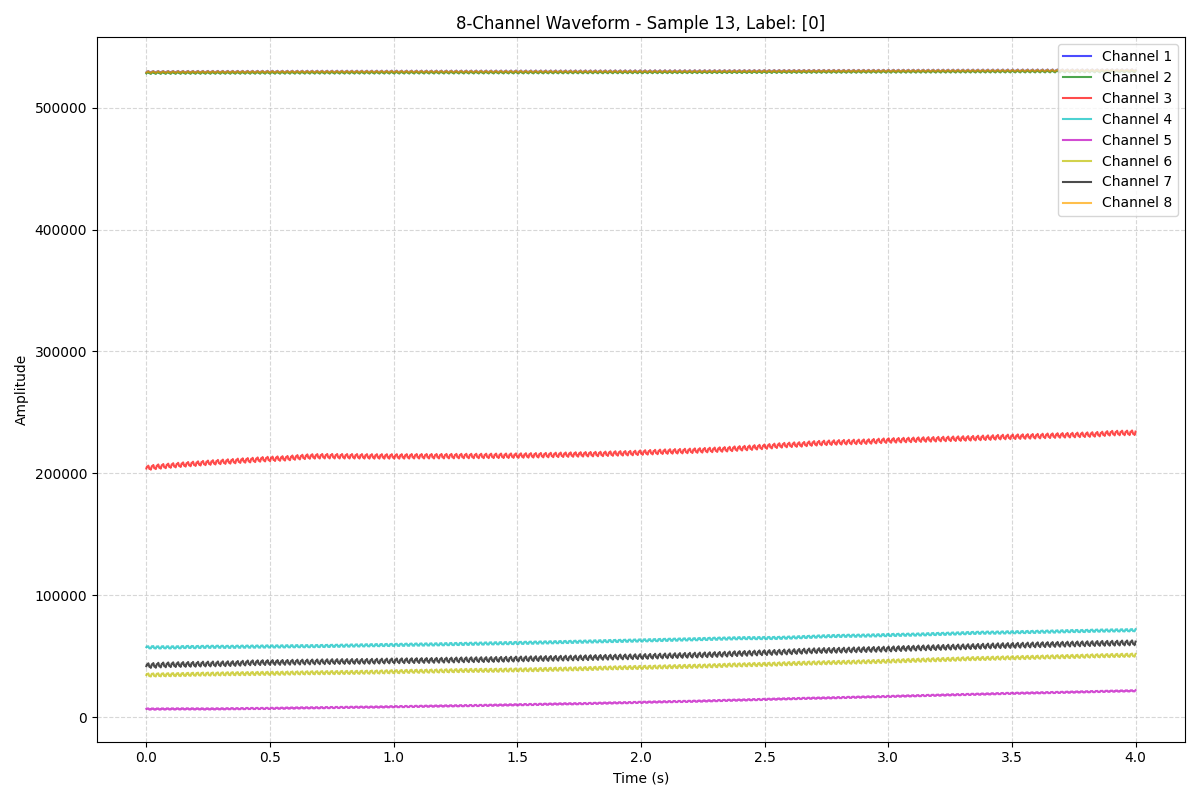 8-Channel Waveform - Sample 13, Label: [0]
Channel 1
Channel 2
Channel 3
Channel 4
Channel 5
Channel 6
Channel 7
Channel 8
500000
400000
300000
200000
100000
0
Amplitude
0.0 0.5 1.0 1.5 2.0 2.5 3.0 3.5 4.0
Time (s)